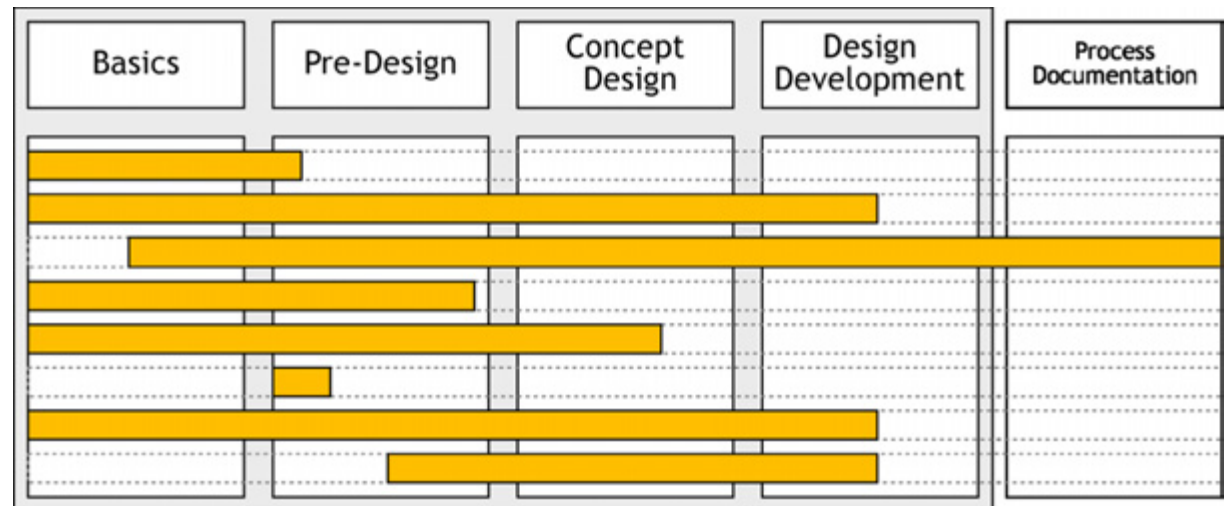 Basics
Pre-Design
Concept
Design
Design
Development
Process
Documentation